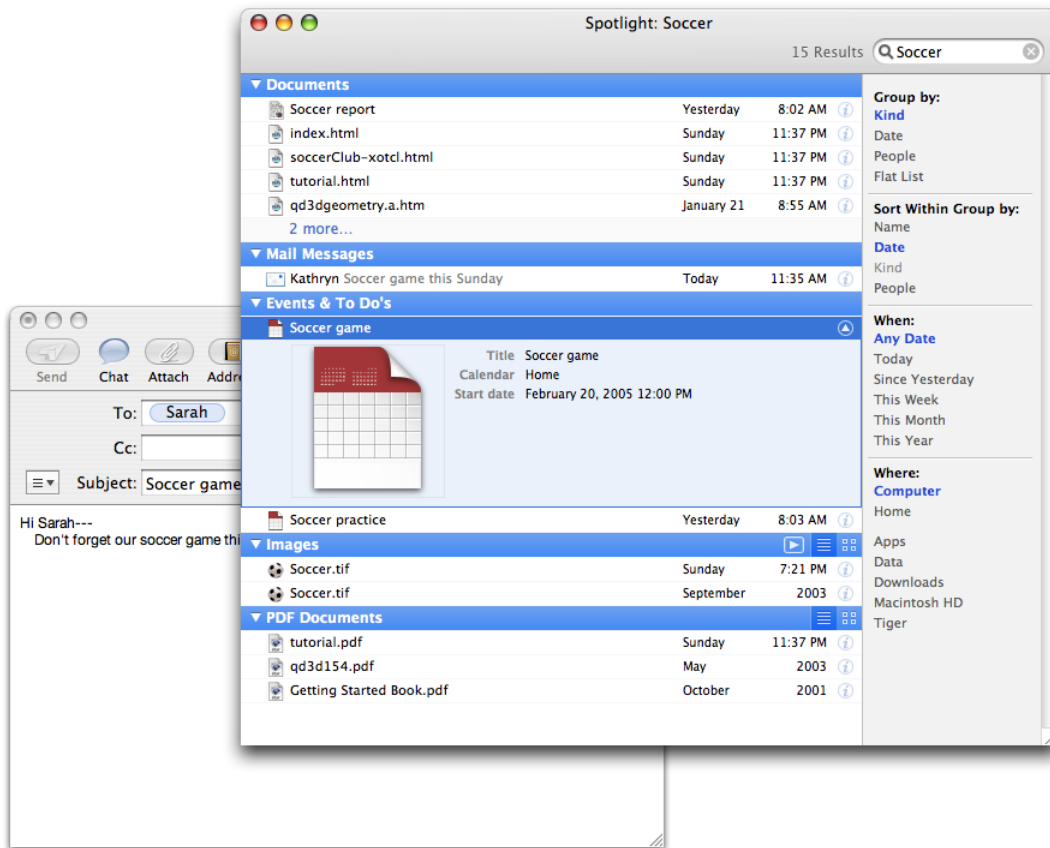 Spotlight: Soccer
15 Results
Soccer
Documents
Soccer report Yesterday 8:02 AM
index.html Sunday 11:37 PM
soccerClub-xotcl.html Sunday 11:37 PM
tutorial.html Sunday 11:37 PM
qd3dgeometry.a.htm January 21 8:55 AM
2 more...
Mail Messages
Kathryn Soccer game this Sunday Today 11:35 AM
Events & To Do's
Soccer game
Title Soccer game
Calendar Home
Start date February 20, 2005 12:00 PM
Soccer practice Yesterday 8:03 AM
Images
Soccer.tif Sunday 7:21 PM
Soccer.tif September 2003
PDF Documents
tutorial.pdf Sunday 11:37 PM
qd3d154.pdf May 2003
Getting Started Book.pdf October 2001
Group by:
Kind
Date
People
Flat List
Sort Within Group by:
Name
Date
Kind
People
When:
Any Date
Today
Since Yesterday
This Week
This Month
This Year
Where:
Computer
Home
Apps
Data
Downloads
Macintosh HD
Tiger
Send Chat Attach Addre
To: Sarah
Cc:
Subject: Soccer game
Hi Sarah---
Don't forget our soccer game thi